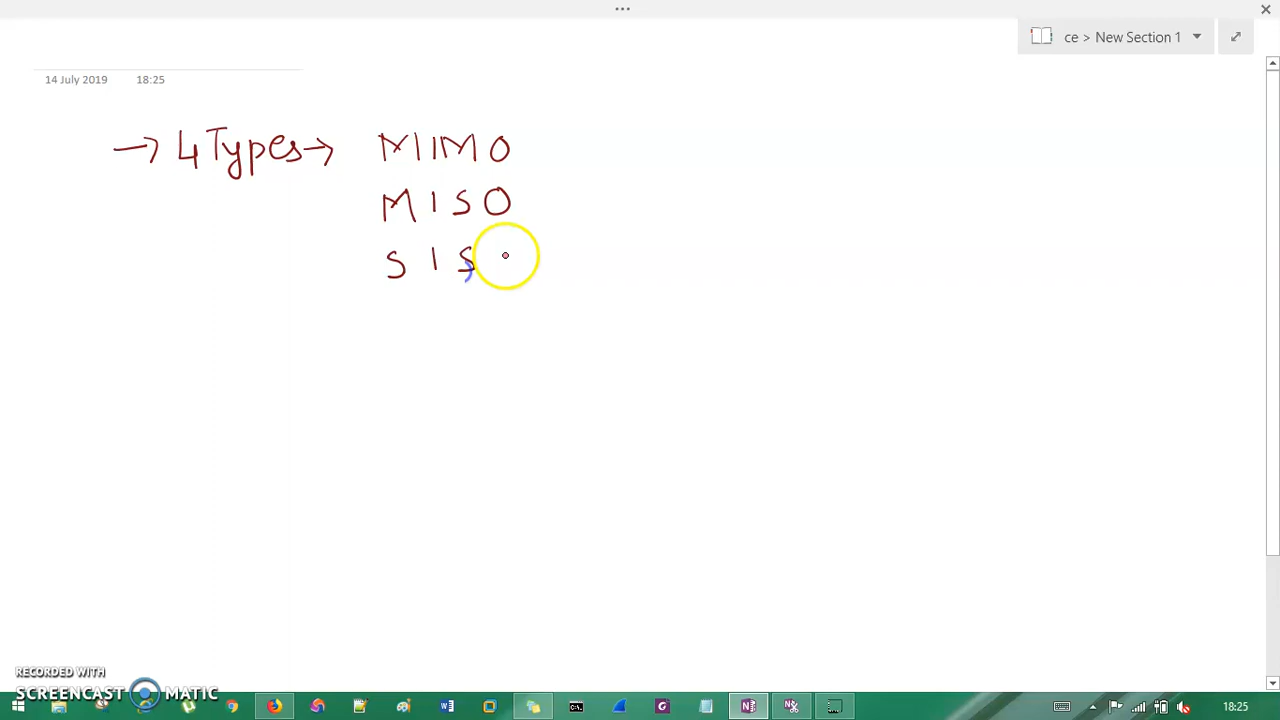 ce > New Section 1
14 July 2019 18:25
→ 4 Types → MIMO
MISO
SIS
RECORDED WITH
SCREENCAST MATIC
18:25